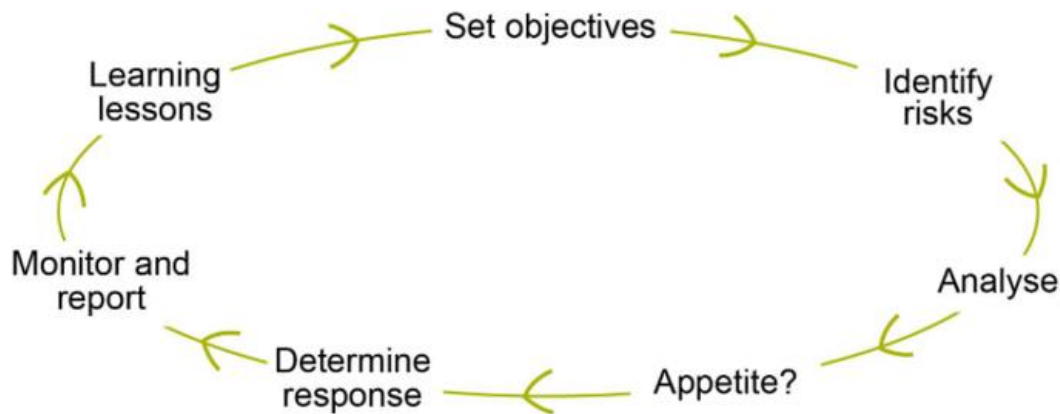 Set objectives
Identify
risks
Analyse
Appetite?
Determine
response
Monitor and
report
Learning
lessons